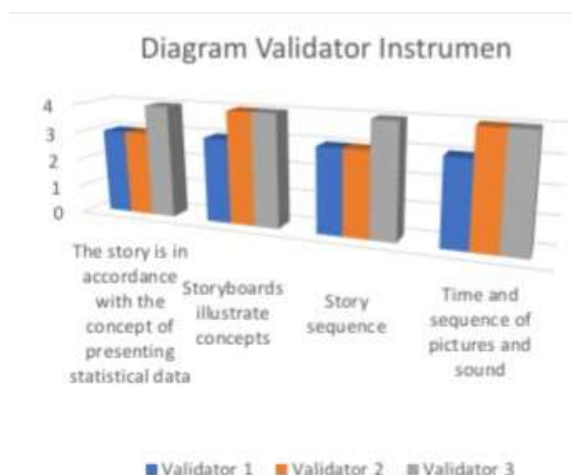 Diagram Validator Instrumen
4
3
2
1
0
The story is in
accordance
with the
concept of
presenting
statistical data
Storyboards
illustrate
concepts
Story
sequence
Time and
sequence of
pictures and
sound
Validator 1 Validator 2 Validator 3